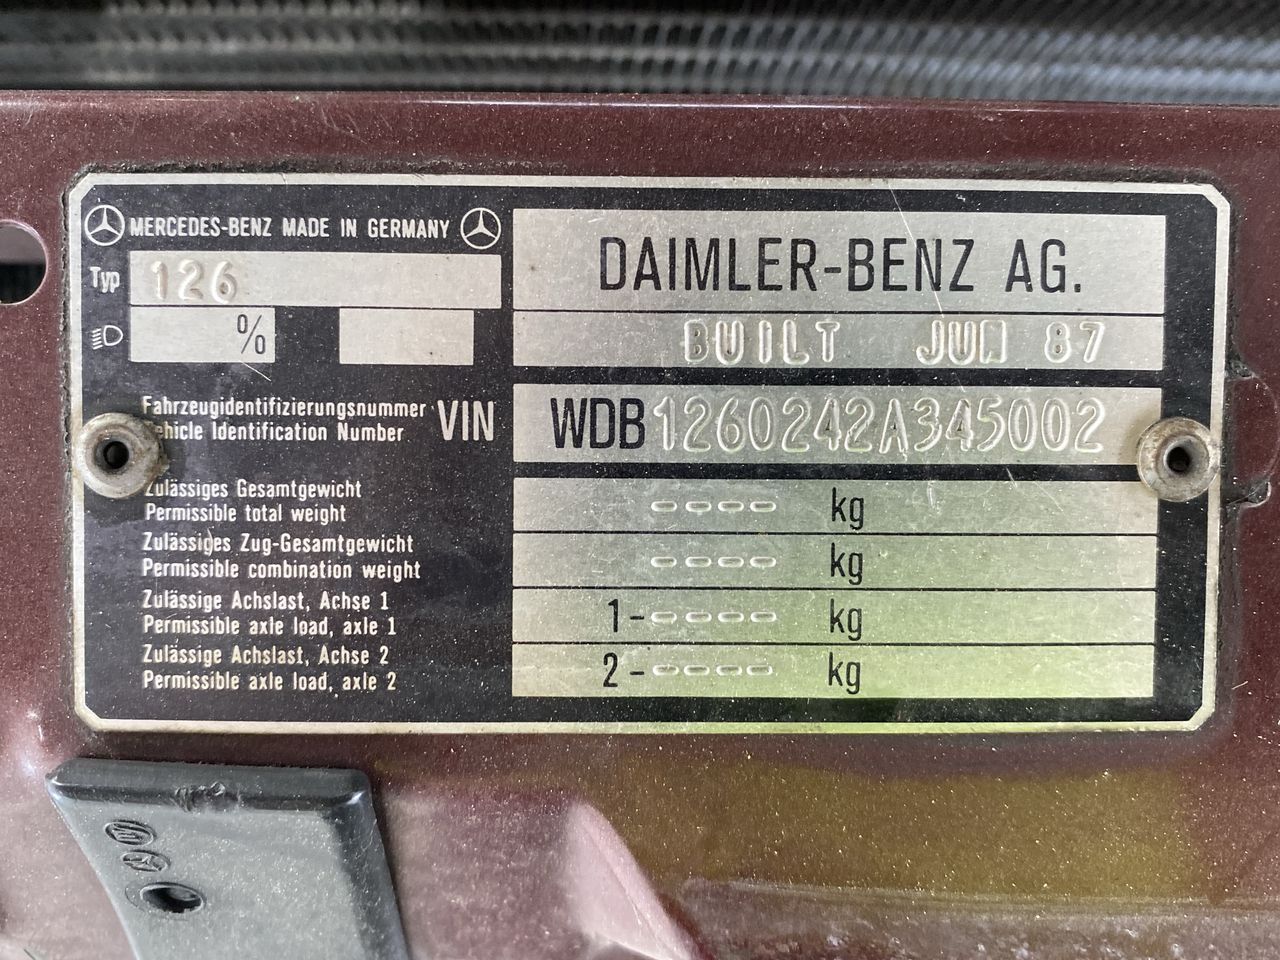 MERCEDES-BENZ MADE IN GERMANY
Typ 126
%
DAIMLER-BENZ AG.
BUILT JUN 87
Fahrzeugidentifizierungsnummer
Vehicle Identification Number
VIN
WDB1260242A345002
Zulässiges Gesamtgewicht
Permissible total weight
---- kg
Zulässiges Zug-Gesamtgewicht
Permissible combination weight
---- kg
Zulässige Achslast, Achse 1
Permissible axle load, axle 1
1----- kg
Zulässige Achslast, Achse 2
Permissible axle load, axle 2
2----- kg